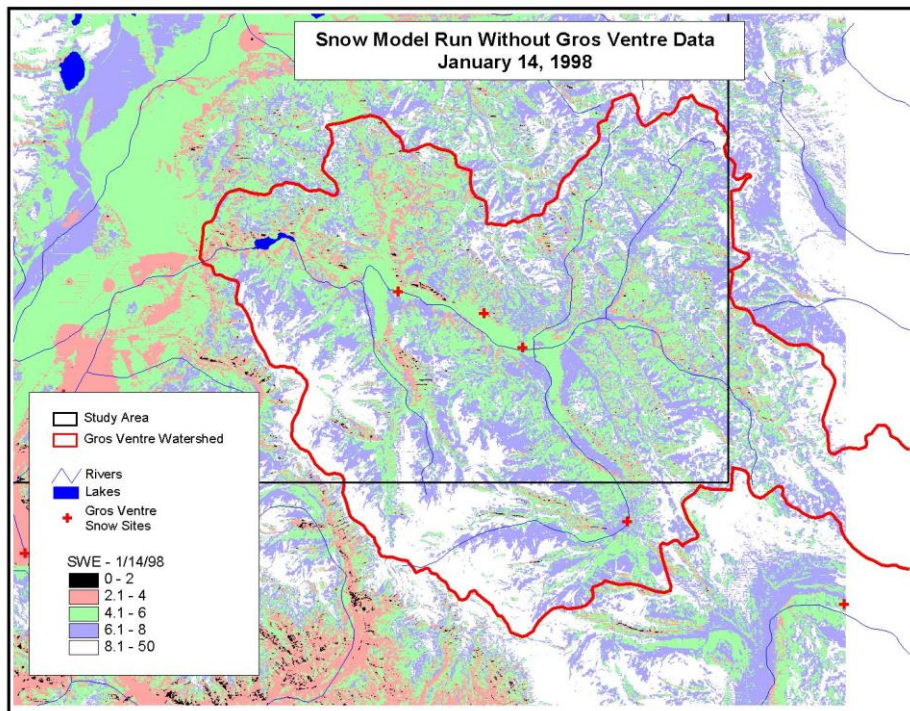 Snow Model Run Without Gros Ventre Data
January 14, 1998
Study Area
Gros Ventre Watershed
Rivers
Lakes
Gros Ventre
Snow Sites
SWE - 1/14/98
0 - 2
2.1 - 4
4.1 - 6
6.1 - 8
8.1 - 50